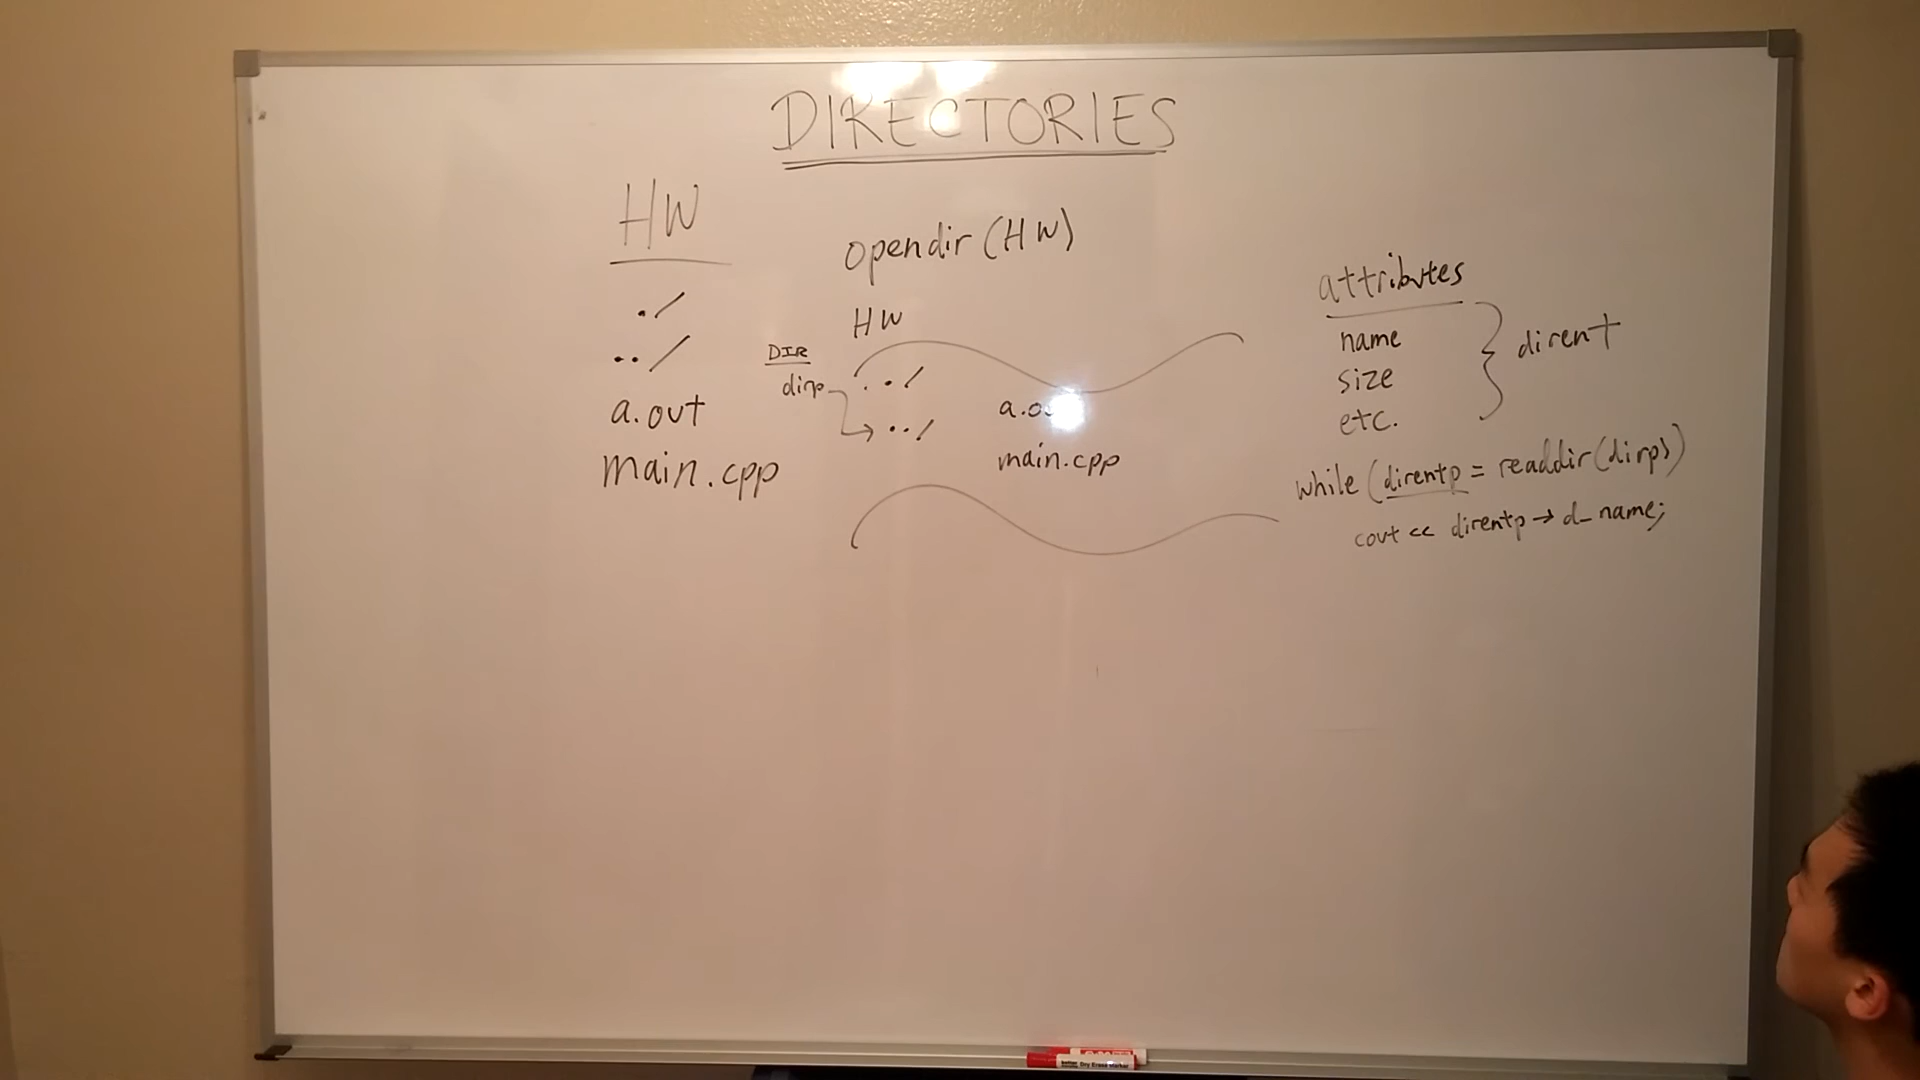 DIRECTORIES
HW
./
../
a.out
main.cpp
opendir (HW)
HW
DIR
dirp
./
../
main.cpp
attributes
name
size
etc.
dirent
while (direntp = readdir(dirp))
cout << direntp → d_name;